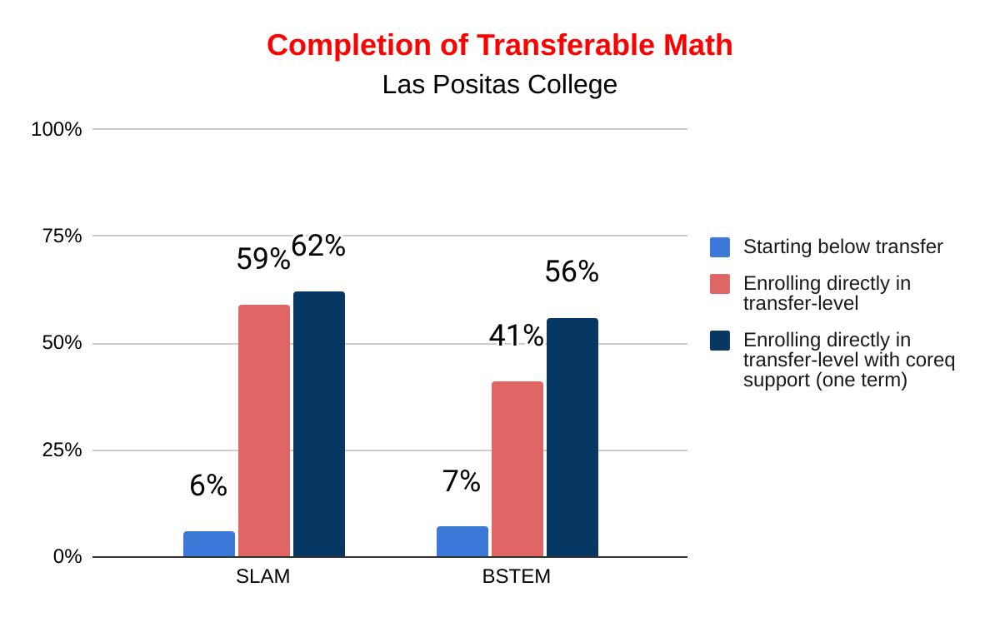 Completion of Transferable Math
Las Positas College
100%
75%
50%
25%
0%
6%
59%
62%
7%
41%
56%
SLAM
BSTEM
Starting below transfer
Enrolling directly in
transfer-level
Enrolling directly in
transfer-level with coreq
support (one term)